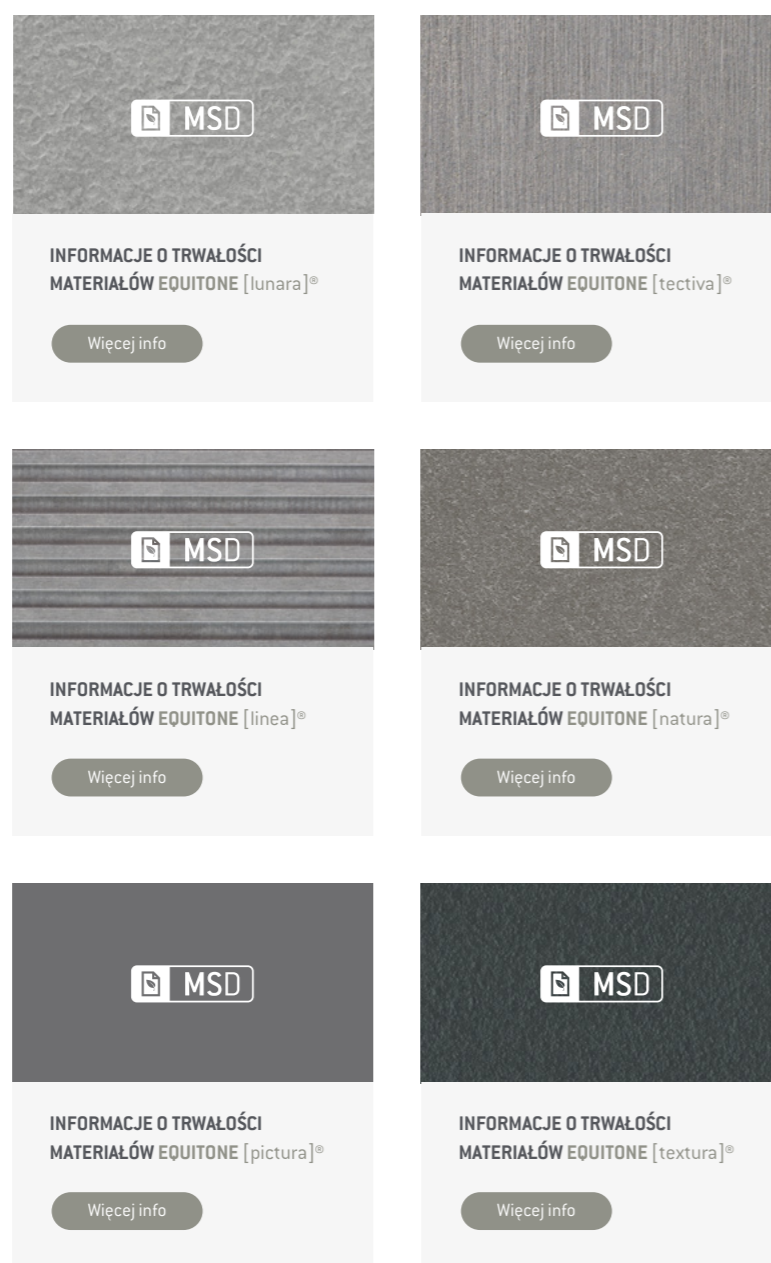 MSD
INFORMACJE O TRWAŁOŚCI
MATERIAŁÓW EQUITONE [lunara]®
Więcej info
MSD
INFORMACJE O TRWAŁOŚCI
MATERIAŁÓW EQUITONE [tectiva]®
Więcej info
MSD
INFORMACJE O TRWAŁOŚCI
MATERIAŁÓW EQUITONE [linea]®
Więcej info
MSD
INFORMACJE O TRWAŁOŚCI
MATERIAŁÓW EQUITONE [natura]®
Więcej info
MSD
INFORMACJE O TRWAŁOŚCI
MATERIAŁÓW EQUITONE [pictura]®
Więcej info
MSD
INFORMACJE O TRWAŁOŚCI
MATERIAŁÓW EQUITONE [textura]®
Więcej info